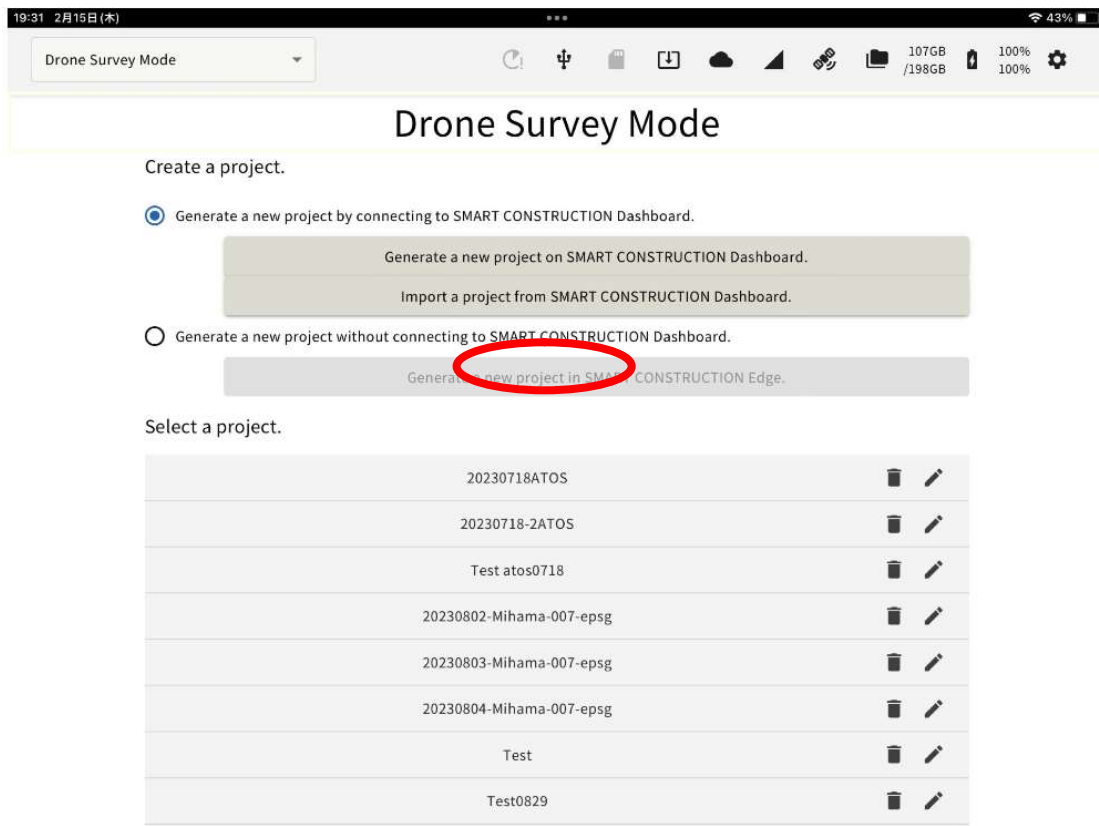 19:31 2月15日(木)
43%
Drone Survey Mode
107GB
/198GB
100%
100%
Drone Survey Mode
Create a project.
Generate a new project by connecting to SMART CONSTRUCTION Dashboard.
Generate a new project on SMART CONSTRUCTION Dashboard.
Import a project from SMART CONSTRUCTION Dashboard.
Generate a new project without connecting to SMART CONSTRUCTION Dashboard.
Generate a new project in SMART CONSTRUCTION Edge.
Select a project.
20230718ATOS
20230718-2ATOS
Test atos0718
20230802-Mihama-007-epsg
20230803-Mihama-007-epsg
20230804-Mihama-007-epsg
Test
Test0829